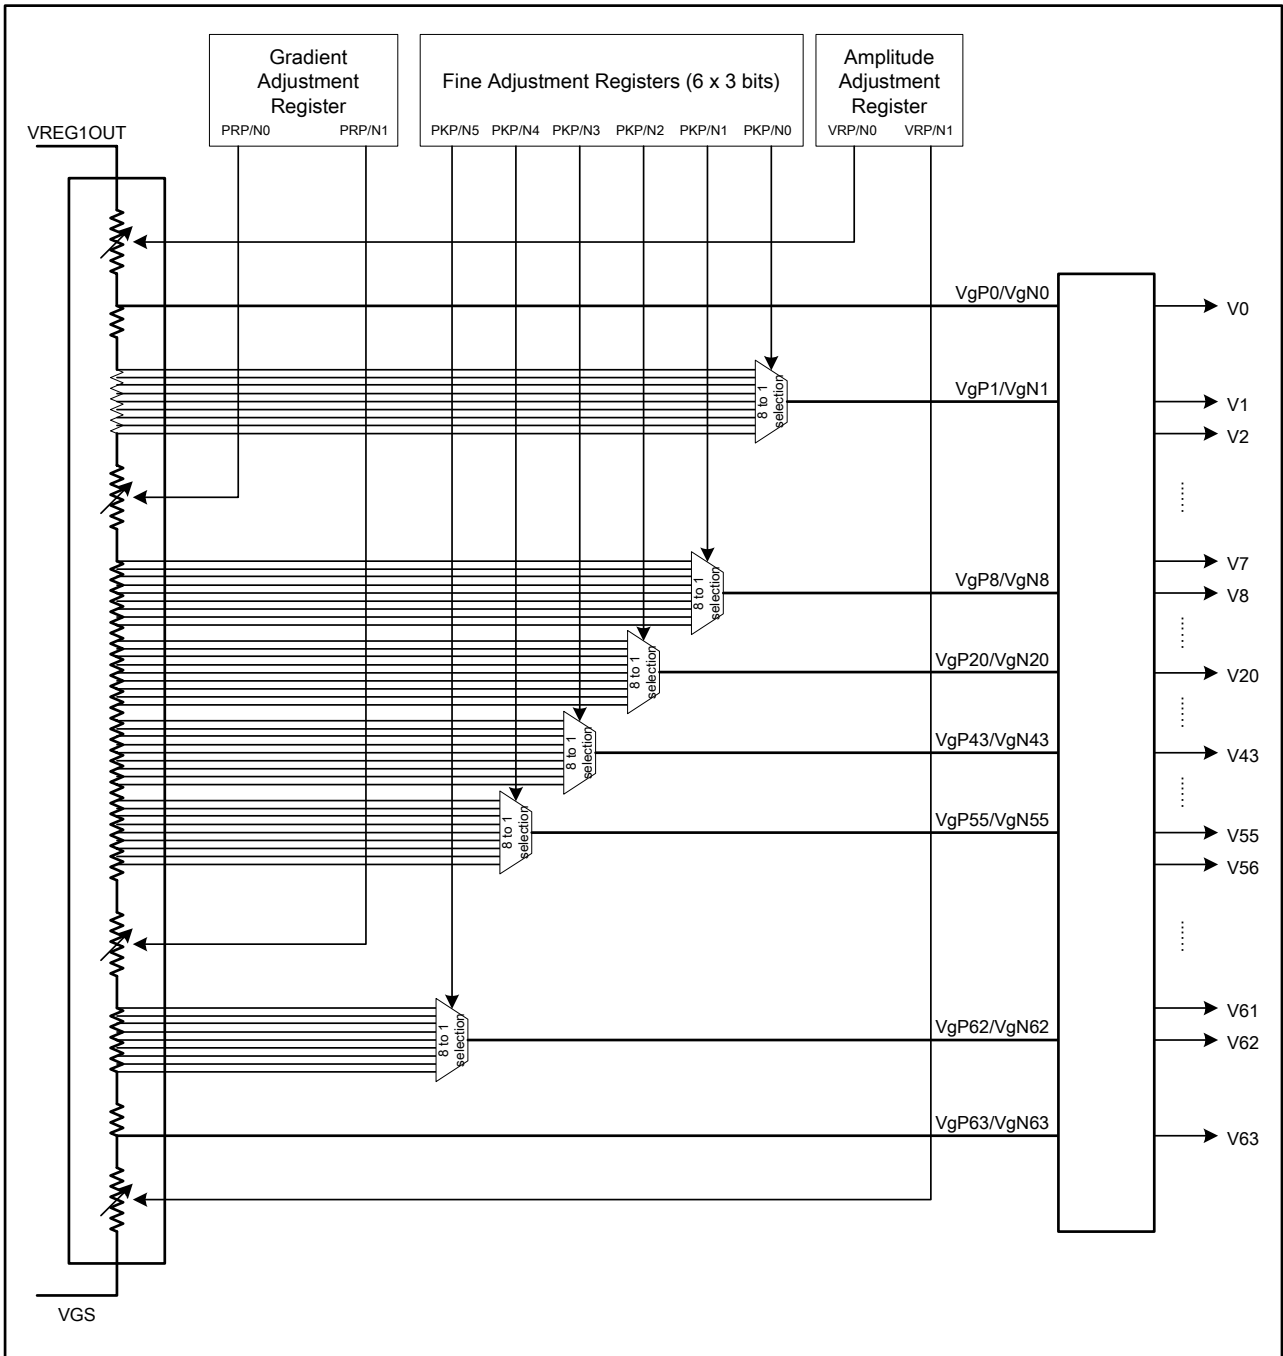 Gradient
Adjustment
Register
PRP/N0 PRP/N1
Fine Adjustment Registers (6 x 3 bits)
PKP/N5 PKP/N4 PKP/N3 PKP/N2 PKP/N1 PKP/N0
Amplitude
Adjustment
Register
VRP/N0 VRP/N1
VREG1OUT
VgP0/VgN0
V0
8 to 1
selection
VgP1/VgN1
V1
V2
V7
8 to 1
selection
VgP8/VgN8
V8
8 to 1
selection
VgP20/VgN20
V20
8 to 1
selection
VgP43/VgN43
V43
8 to 1
selection
VgP55/VgN55
V55
V56
V61
8 to 1
selection
VgP62/VgN62
V62
VgP63/VgN63
V63
VGS